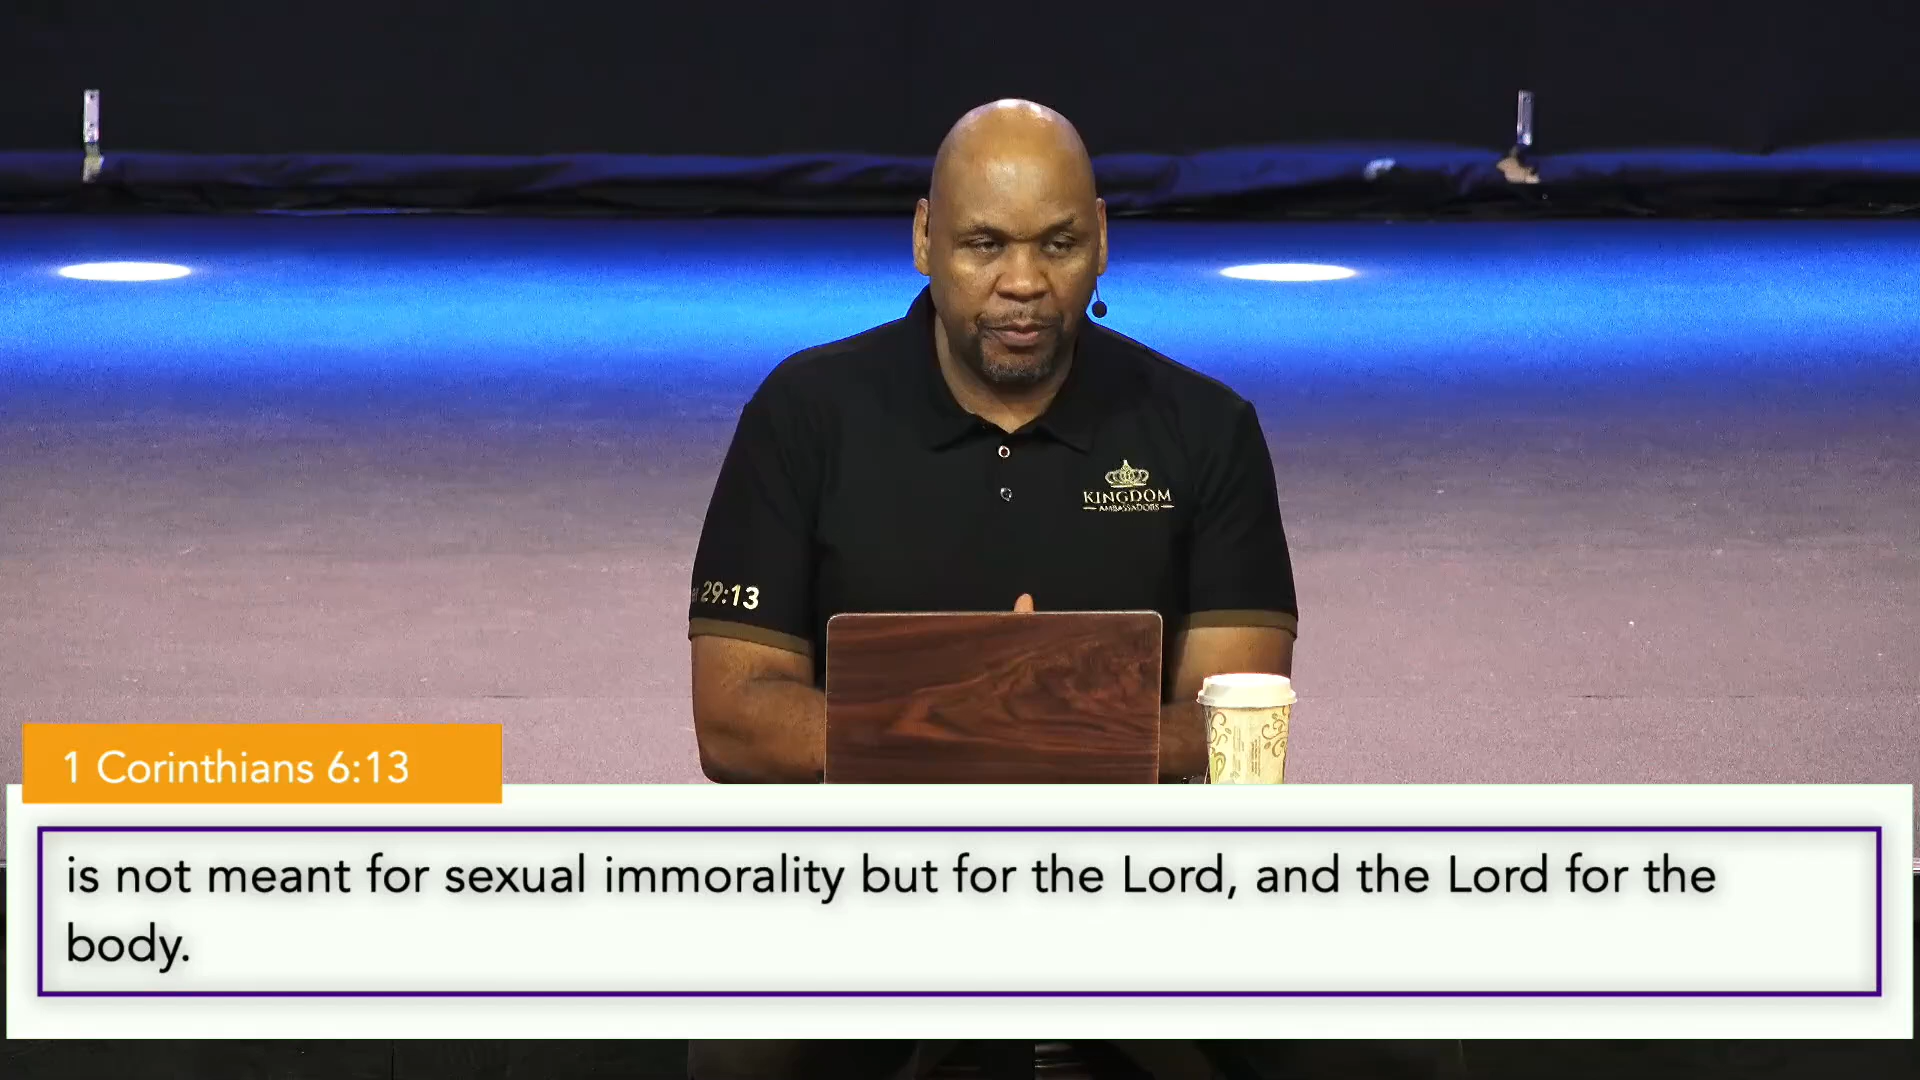 KINGDOM
AMBASSADORS
29:13
1 Corinthians 6:13
is not meant for sexual immorality but for the Lord, and the Lord for the
body.